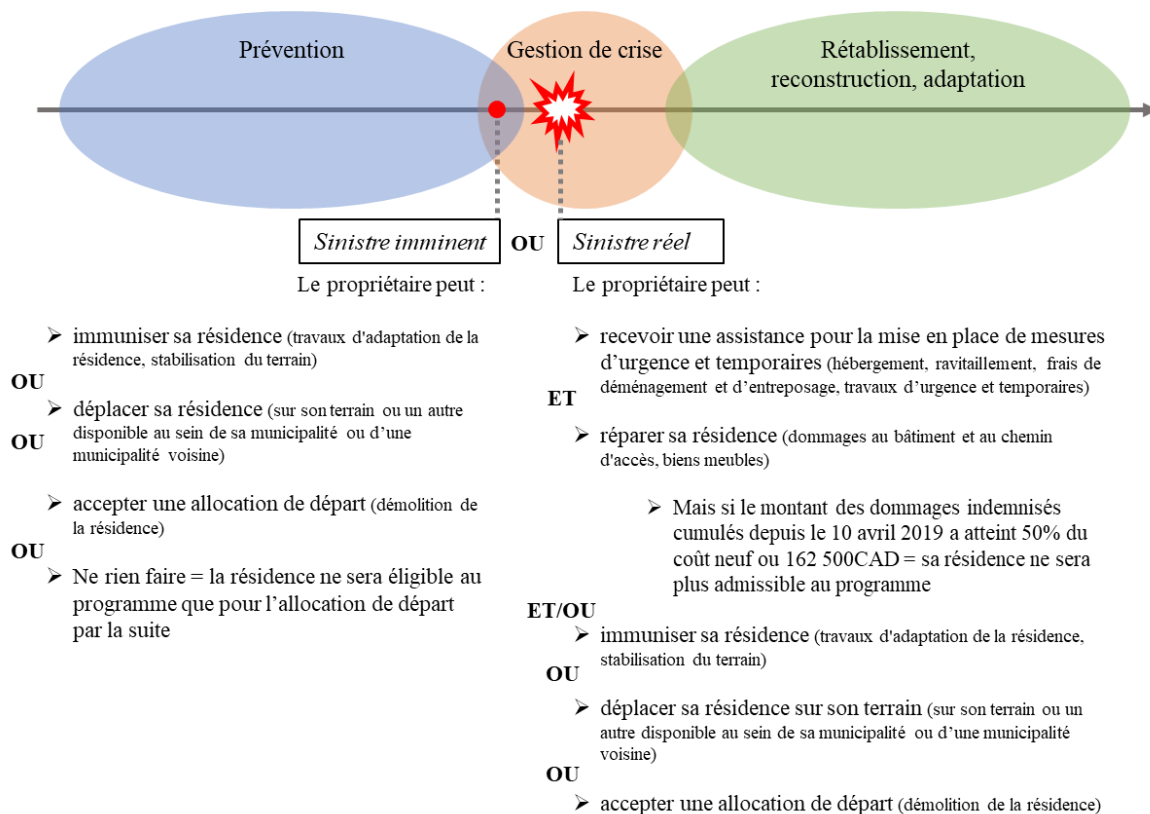 Prévention
Gestion de crise
Rétablissement,
reconstruction, adaptation
Sinistre imminent
OU
Sinistre réel
Le propriétaire peut :
➢ immuniser sa résidence (travaux d'adaptation de la
résidence, stabilisation du terrain)
OU
➢ déplacer sa résidence (sur son terrain ou un autre
disponible au sein de sa municipalité ou d’une
municipalité voisine)
OU
➢ accepter une allocation de départ (démolition de
la résidence)
OU
➢ Ne rien faire = la résidence ne sera éligible au
programme que pour l’allocation de départ
par la suite
Le propriétaire peut :
➢ recevoir une assistance pour la mise en place de mesures
d’urgence et temporaires (hébergement, ravitaillement, frais de
déménagement et d’entreposage, travaux d’urgence et temporaires)
ET
➢ réparer sa résidence (dommages au bâtiment et au chemin
d'accès, biens meubles)
➢ Mais si le montant des dommages indemnisés
cumulés depuis le 10 avril 2019 a atteint 50% du
coût neuf ou 162 500CAD = sa résidence ne sera
plus admissible au programme
ET/OU
➢ immuniser sa résidence (travaux d'adaptation de la résidence,
stabilisation du terrain)
OU
➢ déplacer sa résidence sur son terrain (sur son terrain ou un
autre disponible au sein de sa municipalité ou d’une municipalité
voisine)
OU
➢ accepter une allocation de départ (démolition de la résidence)